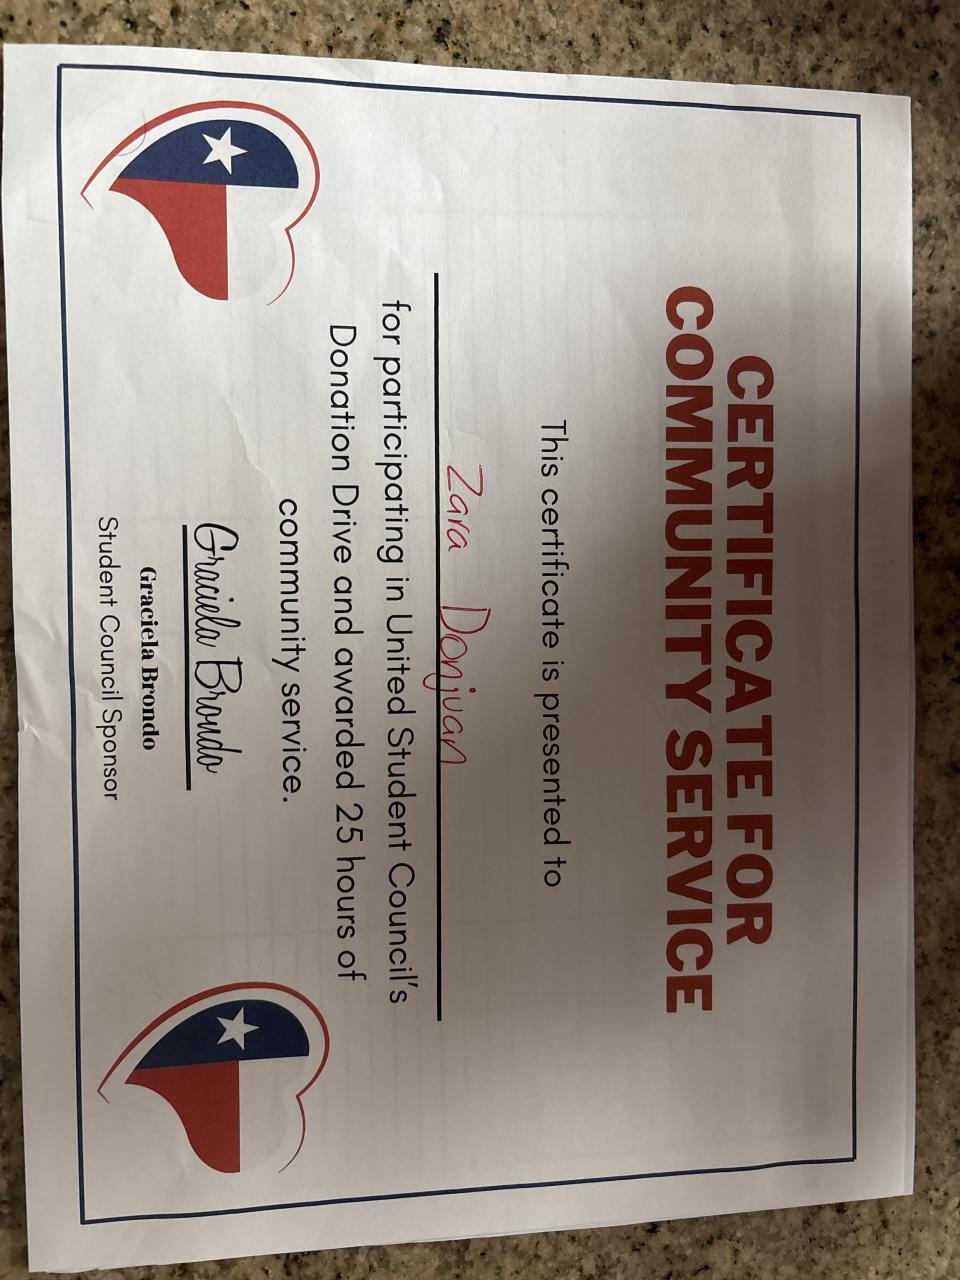 CERTIFICATE FOR
COMMUNITY SERVICE
This certificate is presented to
Zara Donjuan
for participating in United Student Council's
Donation Drive and awarded 25 hours of
community service.
Graciela Brondo
Graciela Brondo
Student Council Sponsor